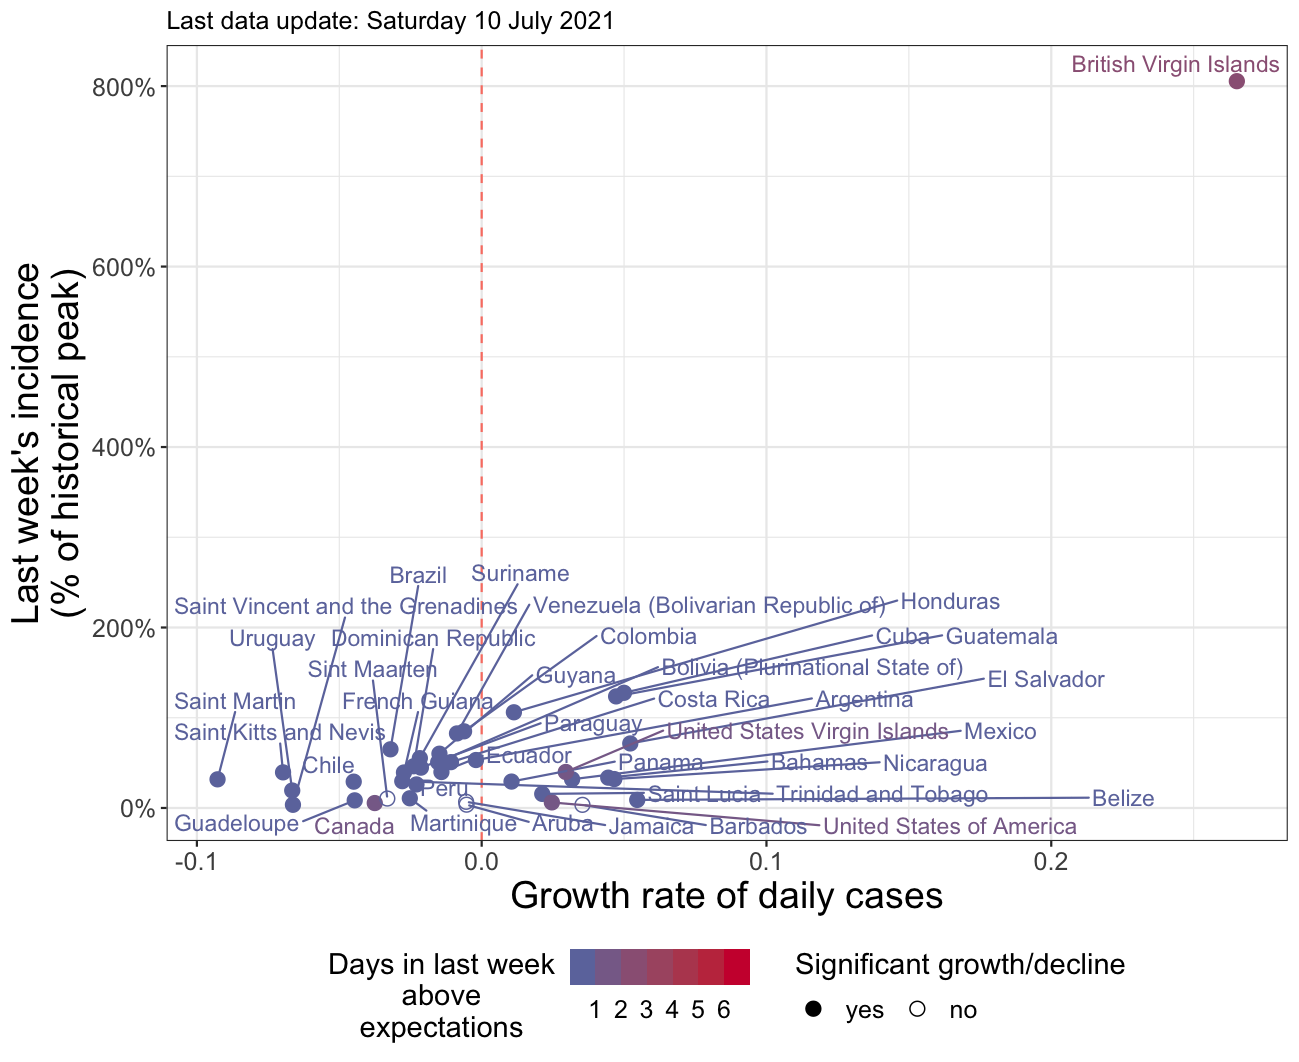 Last data update: Saturday 10 July 2021
British Virgin Islands
800%
600%
400%
200%
0%
Last week's incidence
(% of historical peak)
Brazil
Suriname
Saint Vincent and the Grenadines
Venezuela (Bolivarian Republic of)
Honduras
Uruguay
Dominican Republic
Colombia
Cuba
Guatemala
Sint Maarten
Guyana
Bolivia (Plurinational State of)
El Salvador
Saint Martin
French Guiana
Costa Rica
Argentina
Saint Kitts and Nevis
Paraguay
United States Virgin Islands
Mexico
Chile
Ecuador
Panama
Bahamas
Nicaragua
Peru
Saint Lucia
Trinidad and Tobago
Belize
Guadeloupe
Canada
Martinique
Aruba
Jamaica
Barbados
United States of America
-0.1
0.0
0.1
0.2
Growth rate of daily cases
Days in last week
above
expectations
1 2 3 4 5 6
Significant growth/decline
yes
no